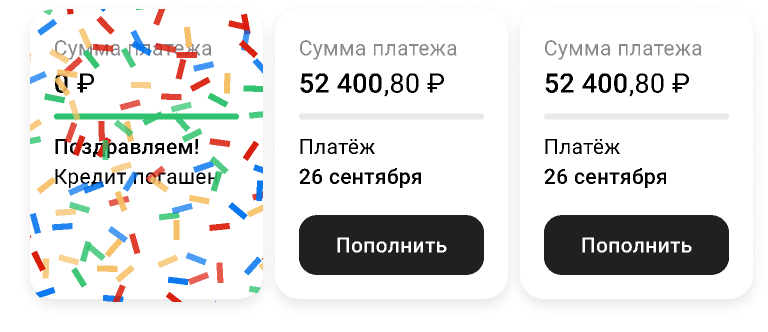 Сумма платежа
0 ₽
Поздравляем!
Кредит погашен
Сумма платежа
52 400,80 ₽
Платёж
26 сентября
Пополнить
Сумма платежа
52 400,80 ₽
Платёж
26 сентября
Пополнить